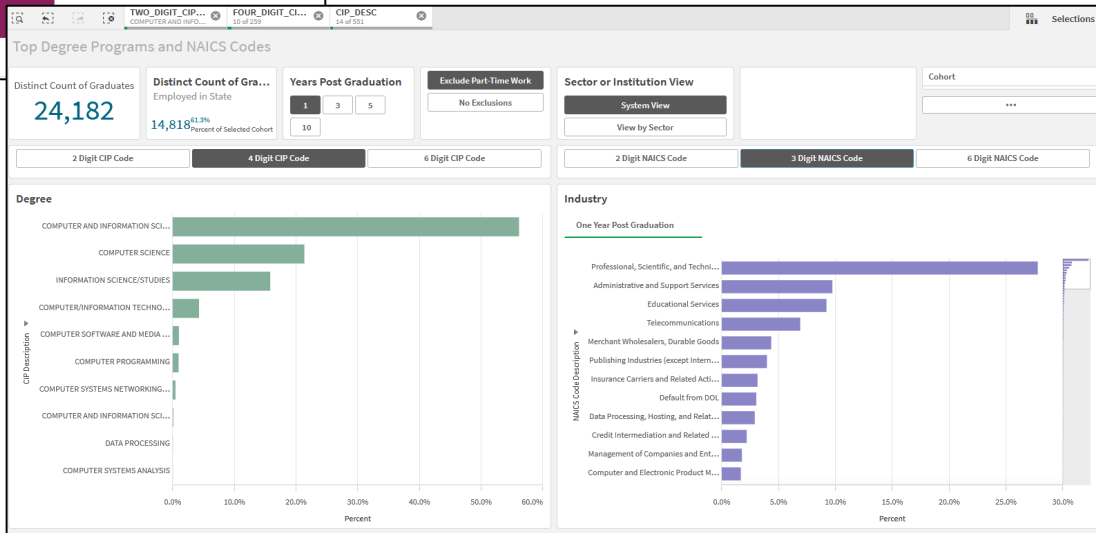 TWO_DIGIT_CIP...
COMPUTER AND INFO...
FOUR_DIGIT_CI...
10 of 259
CIP_DESC
14 of 551
Selections
Top Degree Programs and NAICS Codes
Distinct Count of Graduates
24,182
Distinct Count of Gra...
Employed in State
14,818 61.3% Percent of Selected Cohort
Years Post Graduation
1 3 5
10
Exclude Part-Time Work
No Exclusions
Sector or Institution View
System View
View by Sector
Cohort
...
2 Digit CIP Code
4 Digit CIP Code
6 Digit CIP Code
2 Digit NAICS Code
3 Digit NAICS Code
6 Digit NAICS Code
Degree
CIP Description
COMPUTER AND INFORMATION SCI...
COMPUTER SCIENCE
INFORMATION SCIENCE/STUDIES
COMPUTER/INFORMATION TECHNO...
COMPUTER SOFTWARE AND MEDIA ...
COMPUTER PROGRAMMING
COMPUTER SYSTEMS NETWORKING...
COMPUTER AND INFORMATION SCI...
DATA PROCESSING
COMPUTER SYSTEMS ANALYSIS
0.0% 10.0% 20.0% 30.0% 40.0% 50.0% 60.0%
Percent
Industry
One Year Post Graduation
NAICS Code Description
Professional, Scientific, and Techni...
Administrative and Support Services
Educational Services
Telecommunications
Merchant Wholesalers, Durable Goods
Publishing Industries (except Intern...
Insurance Carriers and Related Acti...
Default from DOL
Data Processing, Hosting, and Relat...
Credit Intermediation and Related ...
Management of Companies and Ent...
Computer and Electronic Product M...
0.0% 5.0% 10.0% 15.0% 20.0% 25.0% 30.0%
Percent